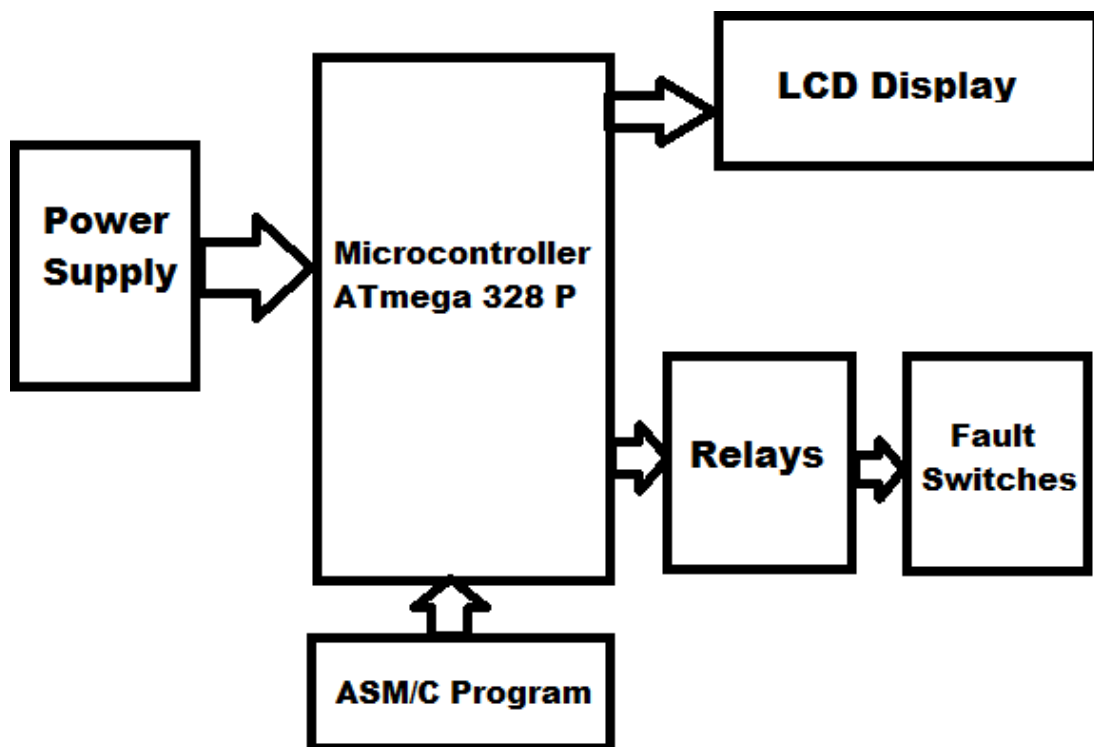 LCD Display
Power
Supply
Microcontroller
ATmega 328 P
Relays
Fault
Switches
ASM/C Program